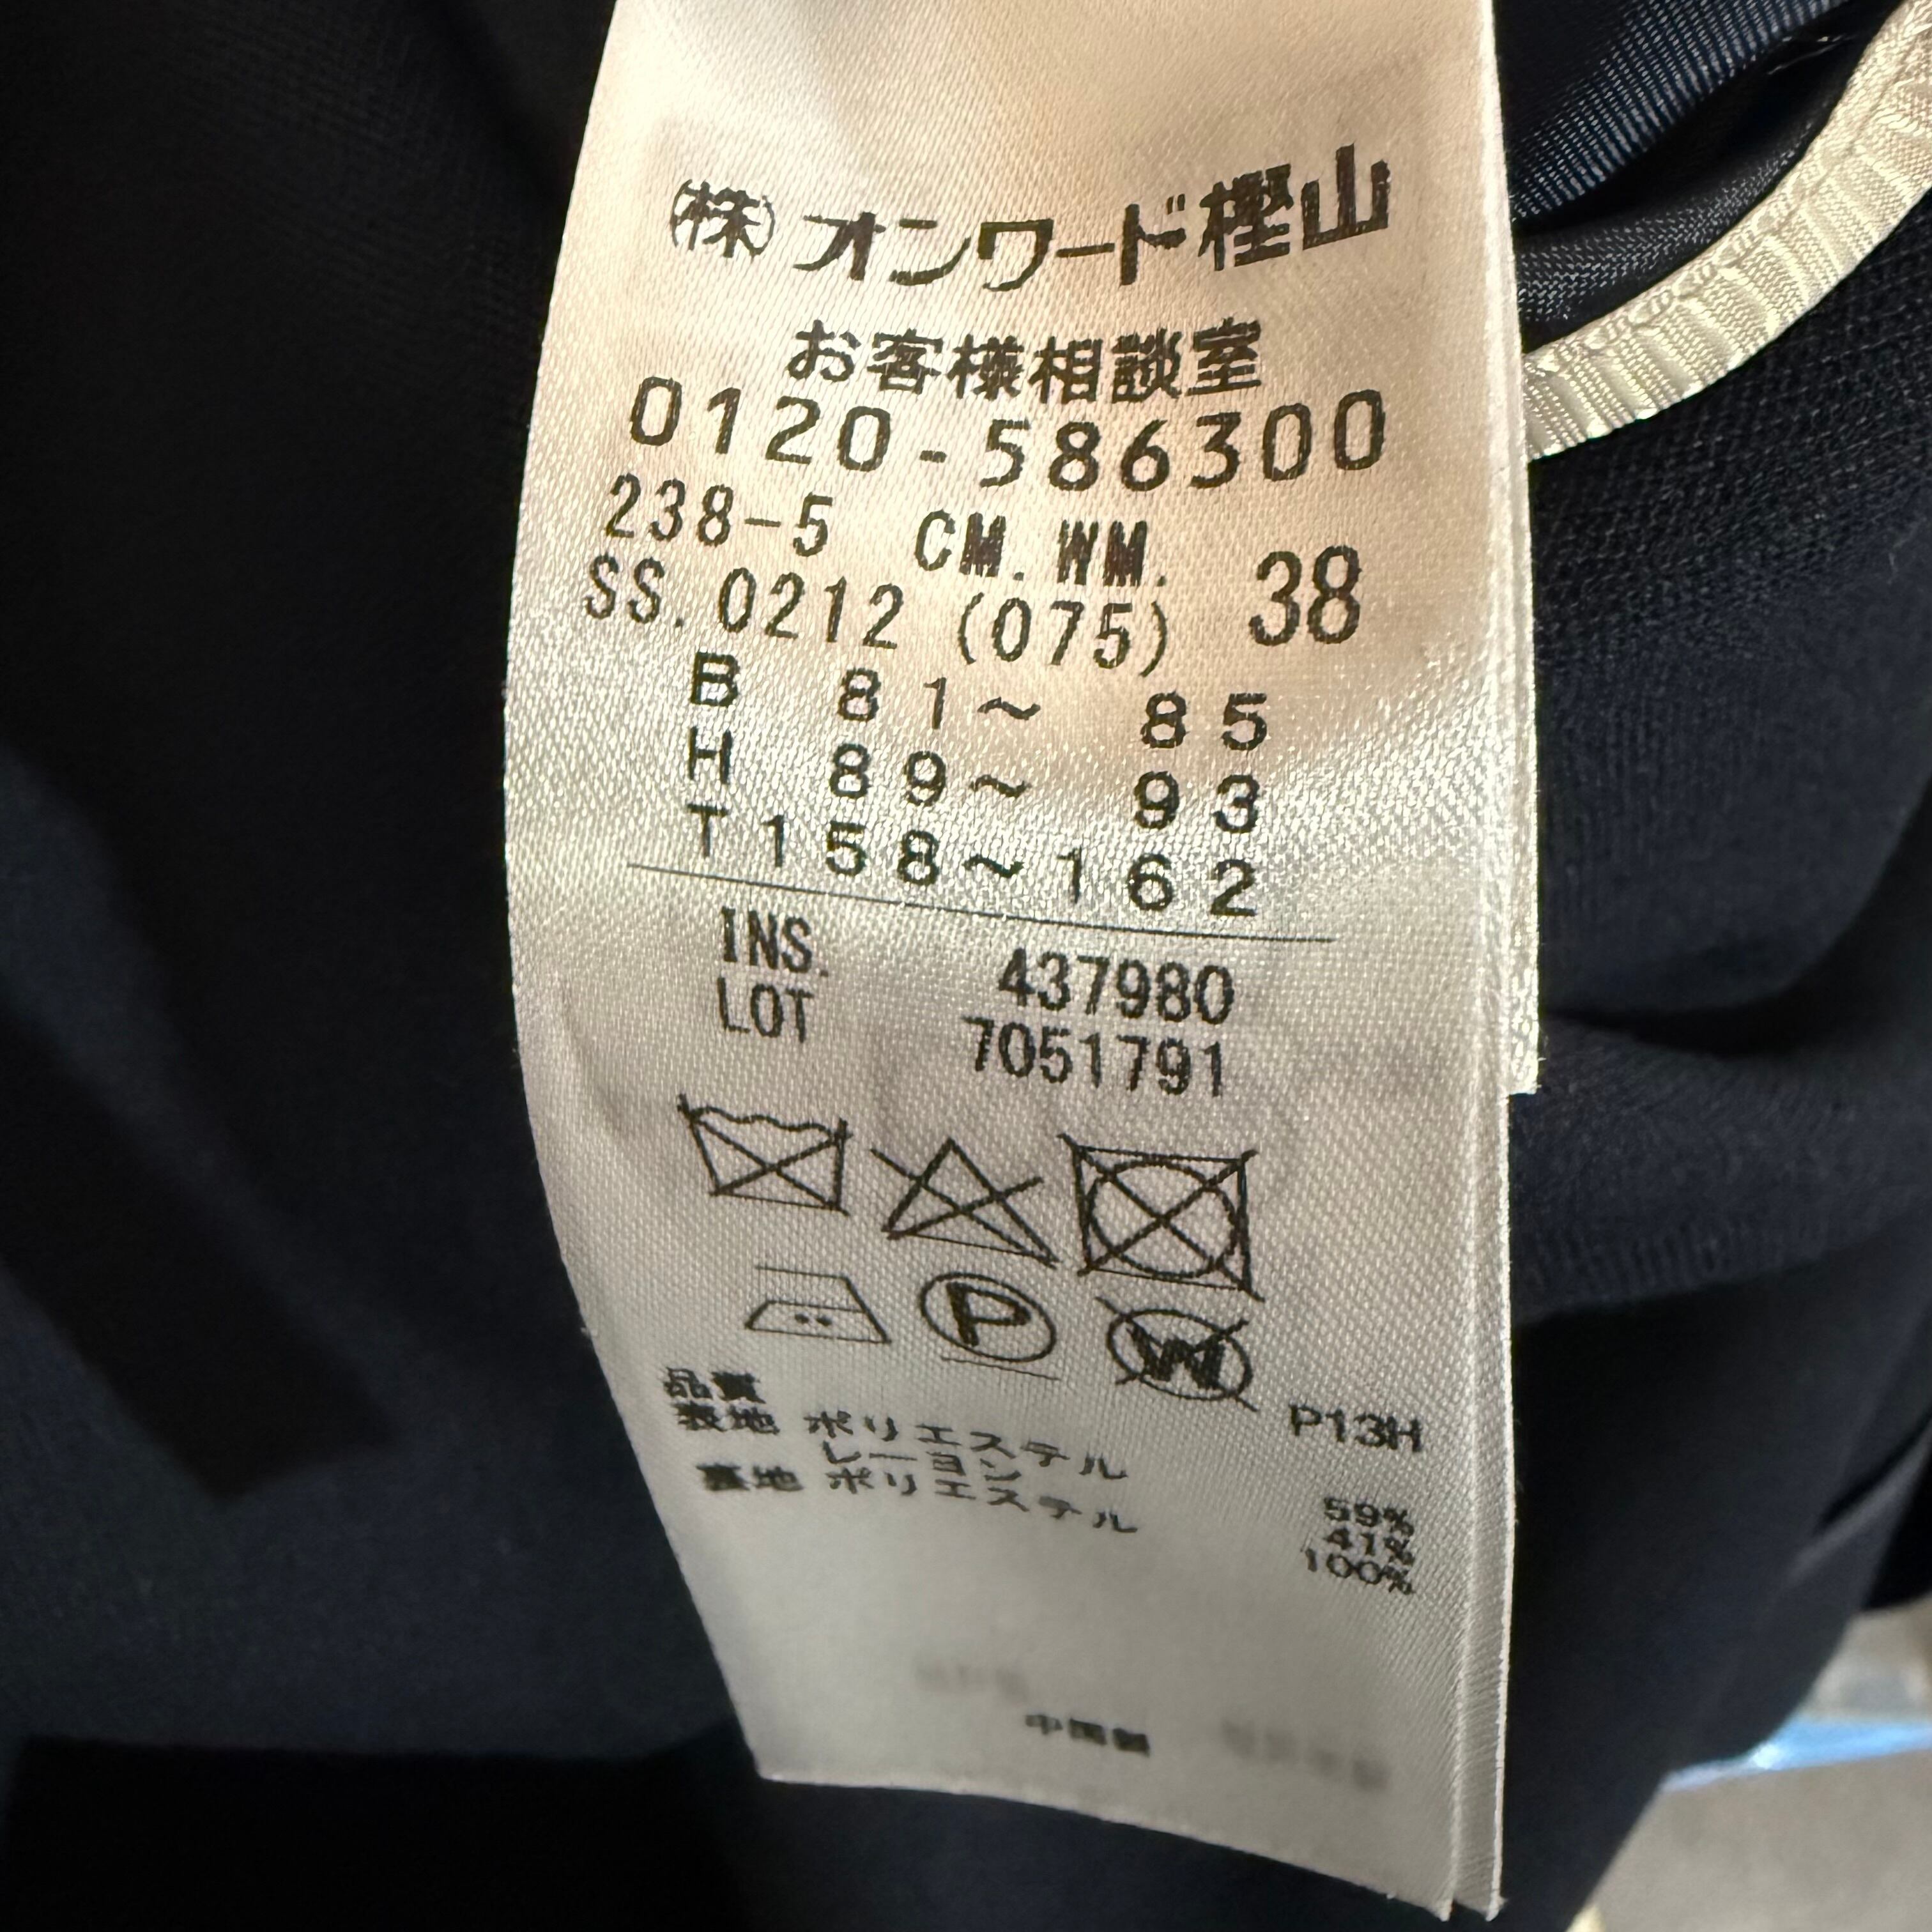 ㈱オンワード樫山
お客様相談室
0120-586300
238-5 CM.WM. 38
SS.0212 (075)
B 81～ 85
H 89～ 93
T158～162
INS. 437980
LOT 7051791
P W
P13H
品質
表地 ポリエステル 59%
レーヨン 41%
裏地 ポリエステル 100%
中国製